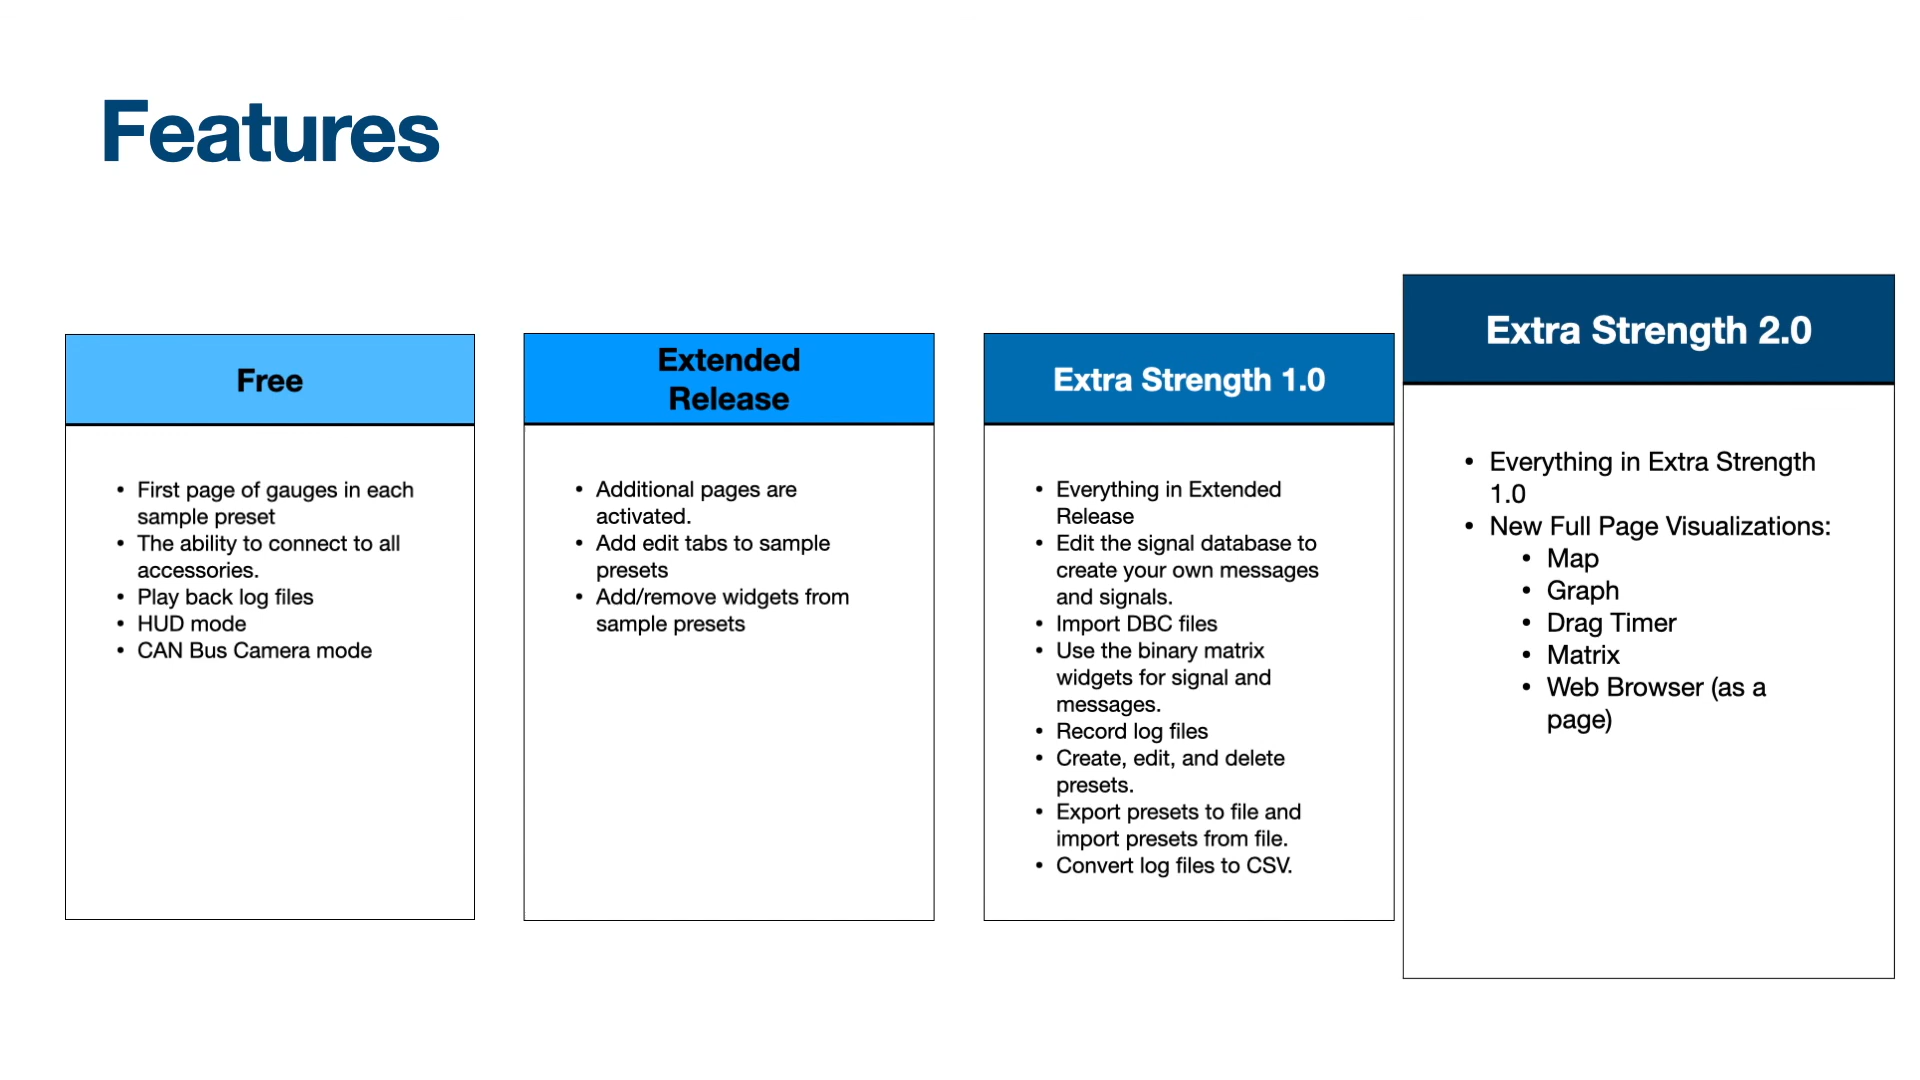 Features
Free
• First page of gauges in each
sample preset
• The ability to connect to all
accessories.
• Play back log files
• HUD mode
• CAN Bus Camera mode
Extended
Release
• Additional pages are
activated.
• Add edit tabs to sample
presets
• Add/remove widgets from
sample presets
Extra Strength 1.0
• Everything in Extended
Release
• Edit the signal database to
create your own messages
and signals.
• Import DBC files
• Use the binary matrix
widgets for signal and
messages.
• Record log files
• Create, edit, and delete
presets.
• Export presets to file and
import presets from file.
• Convert log files to CSV.
Extra Strength 2.0
• Everything in Extra Strength
1.0
• New Full Page Visualizations:
• Map
• Graph
• Drag Timer
• Matrix
• Web Browser (as a
page)